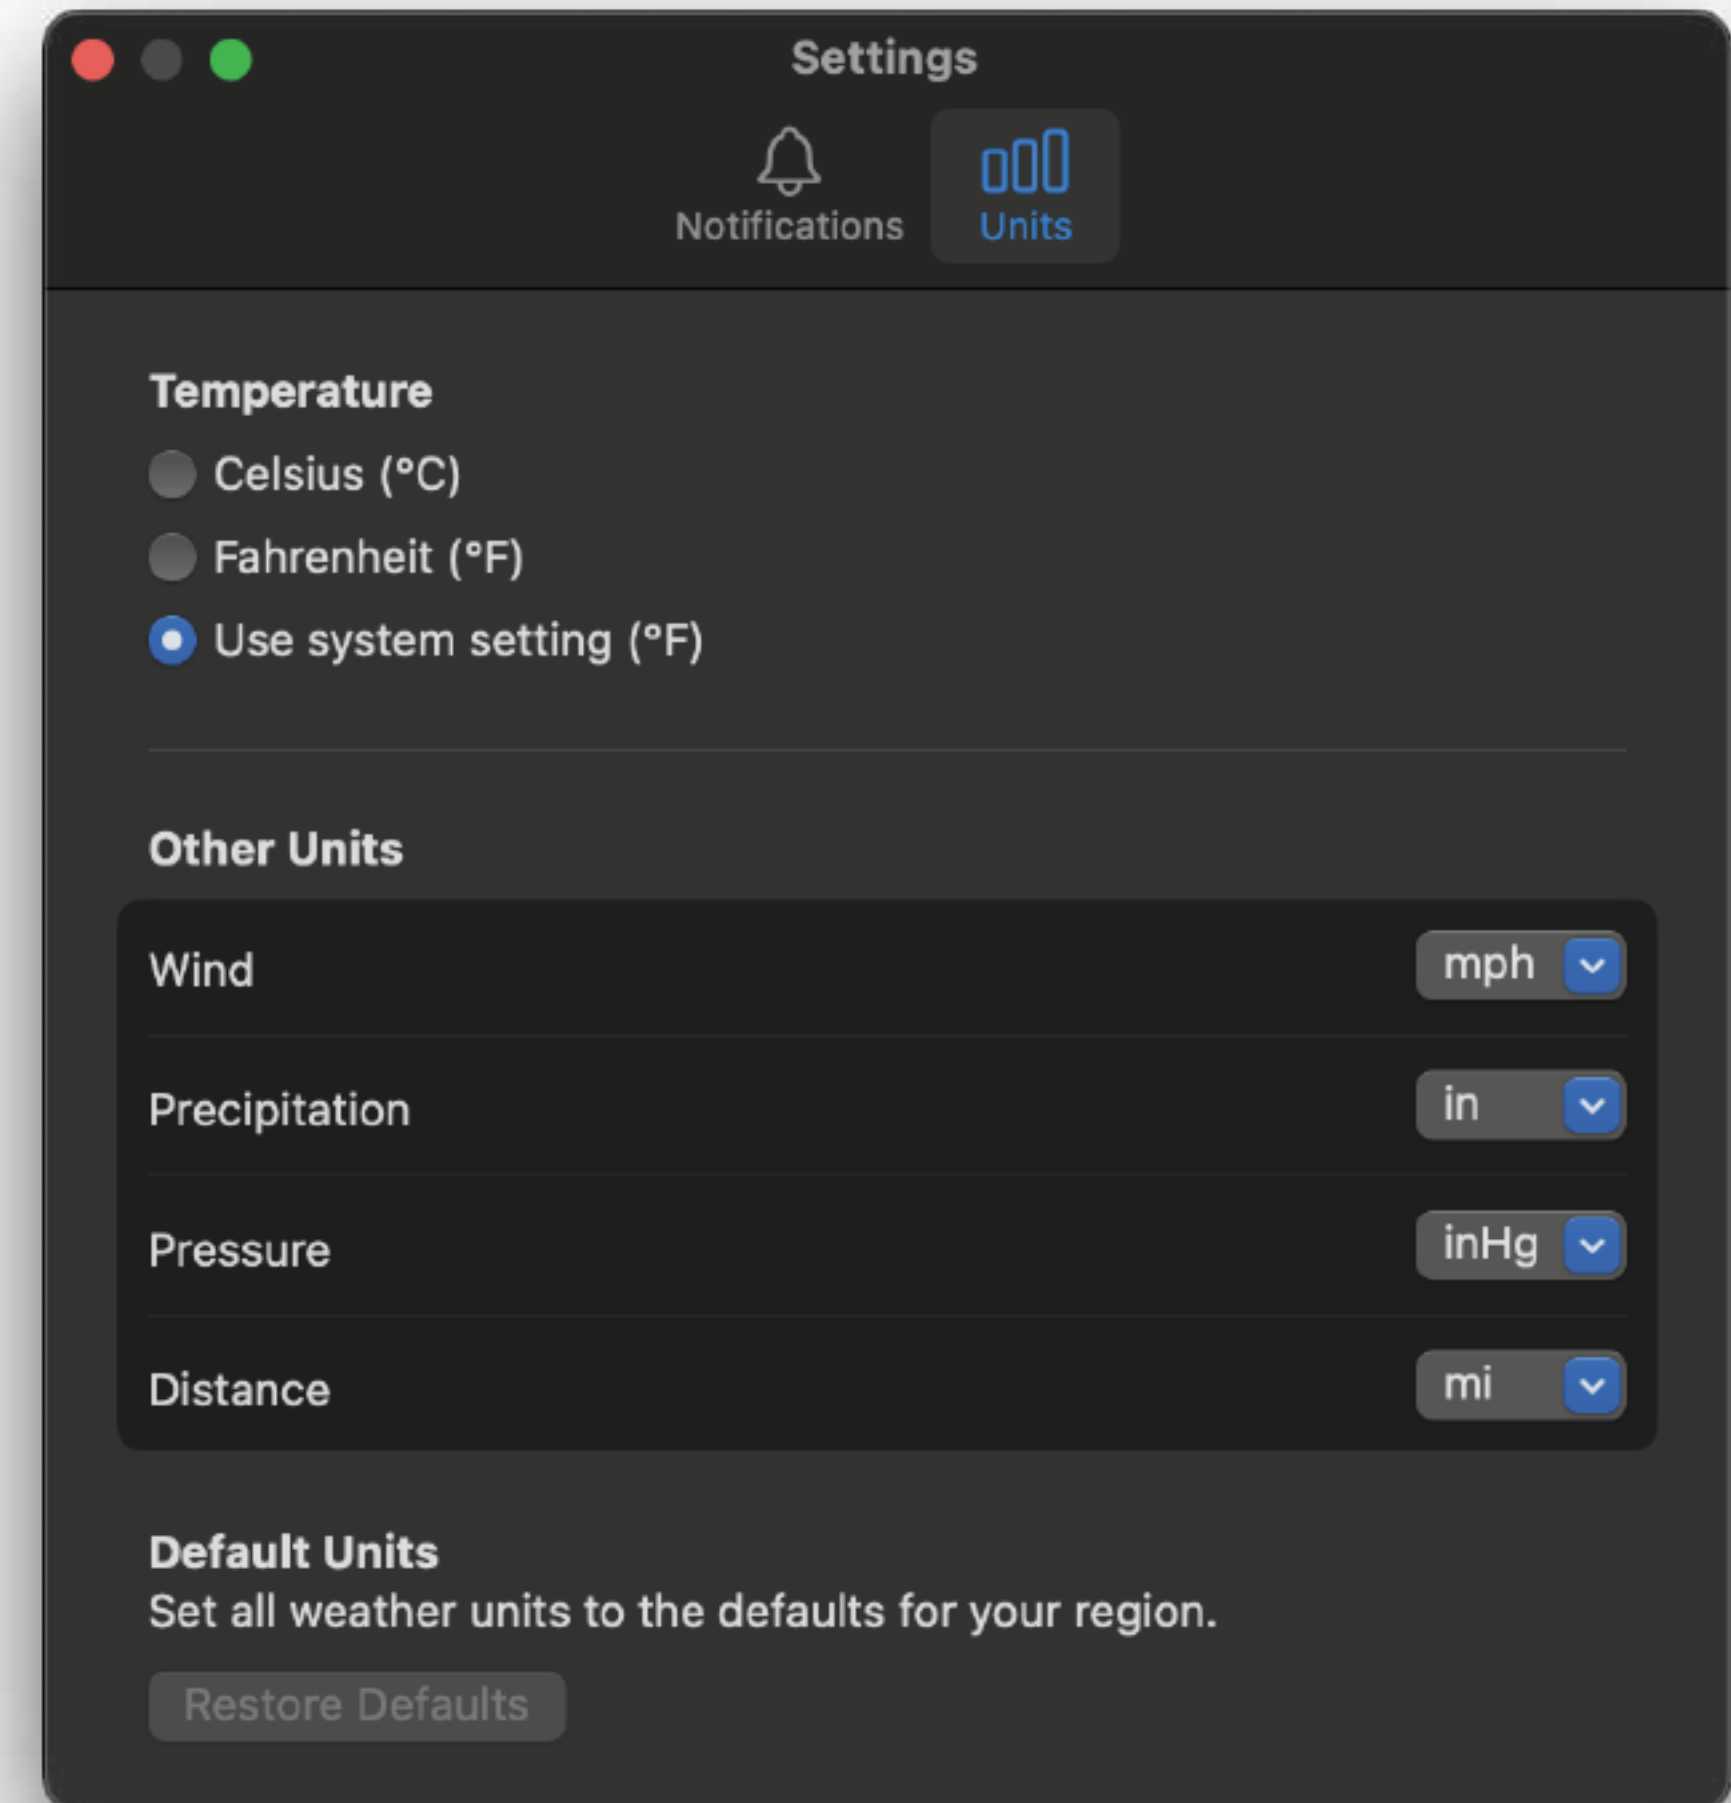 Settings
Notifications
Units
Temperature
Celsius (°C)
Fahrenheit (°F)
Use system setting (°F)
Other Units
Wind mph
Precipitation in
Pressure inHg
Distance mi
Default Units
Set all weather units to the defaults for your region.
Restore Defaults